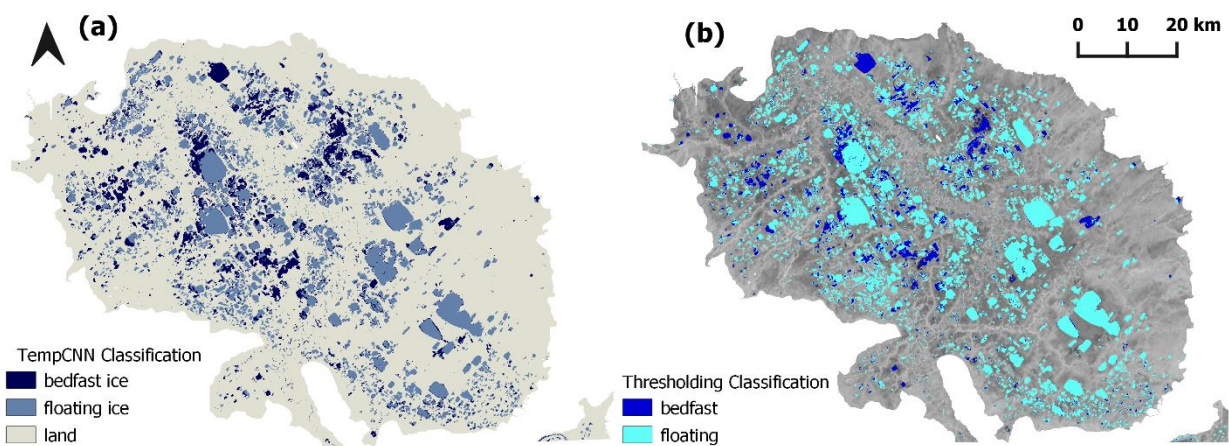 (a)
(b)
0 10 20 km
TempCNN Classification
bedfast ice
floating ice
land
Thresholding Classification
bedfast
floating